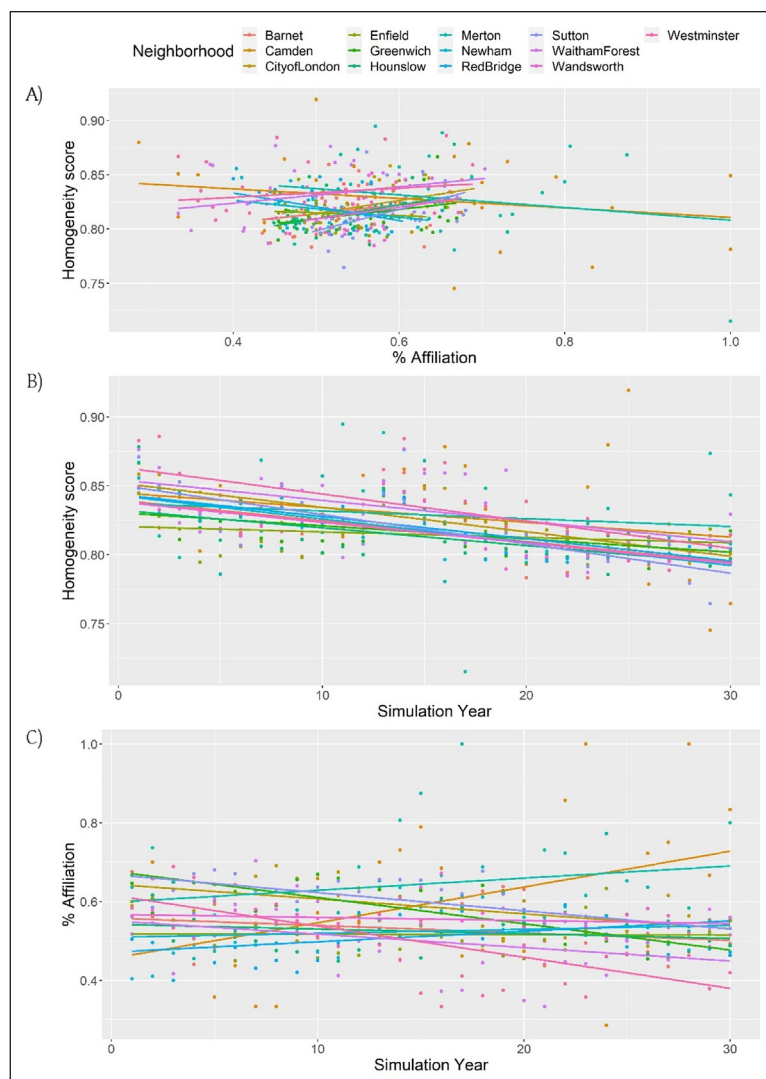 Neighborhood
Barnet Enfield Merton Sutton Westminster
Camden Greenwich Newham WaithamForest
CityofLondon Hounslow RedBridge Wandsworth
A)
Homogeneity score
0.90
0.85
0.80
0.75
0.4 0.6 0.8 1.0
% Affiliation
B)
Homogeneity score
0.90
0.85
0.80
0.75
0 10 20 30
Simulation Year
C)
% Affiliation
1.0
0.8
0.6
0.4
0 10 20 30
Simulation Year